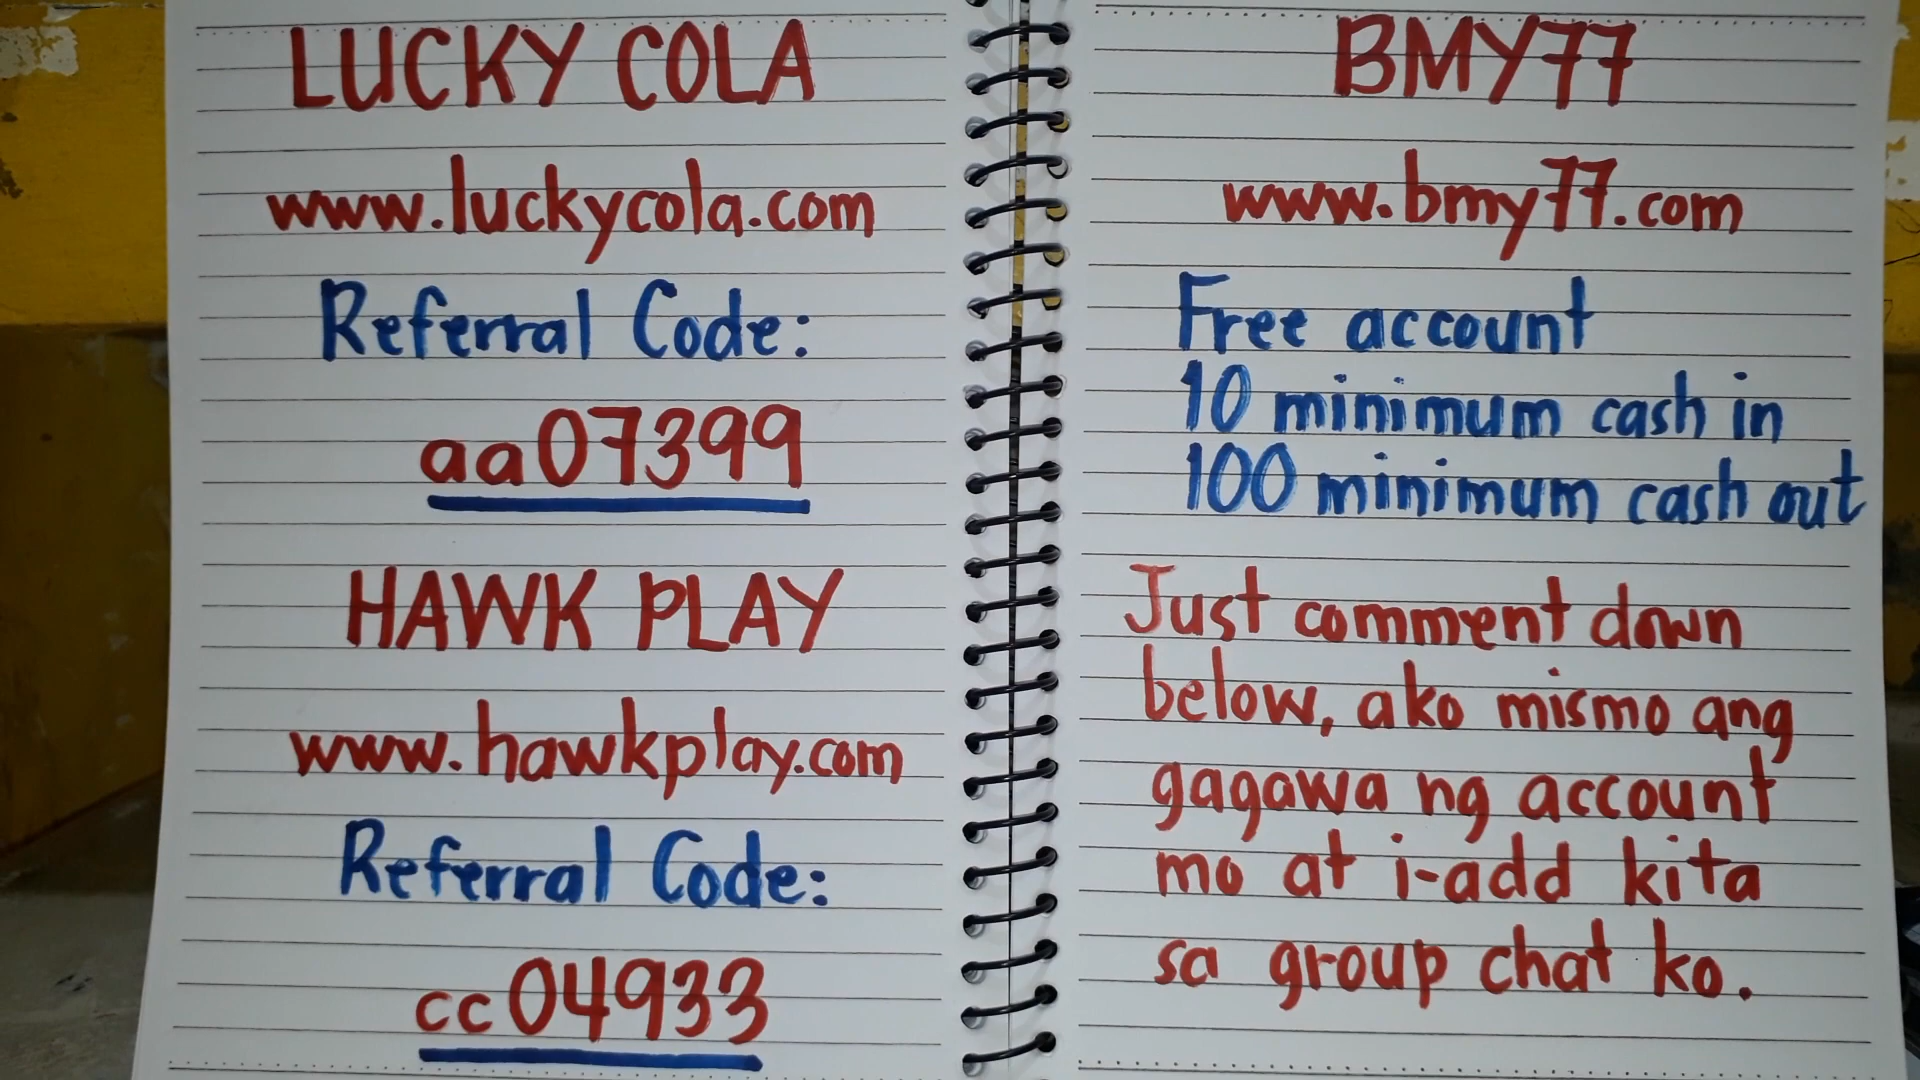 LUCKY COLA
www.luckycola.com
Referral Code:
aa07399
HAWK PLAY
www.hawkplay.com
Referral Code:
cc04933
BMY77
www.bmy77.com
Free account
10 minimum cash in
100 minimum cash out
Just comment down
below, ako mismo ang
gagawa ng account
mo at i-add kita
sa group chat ko.